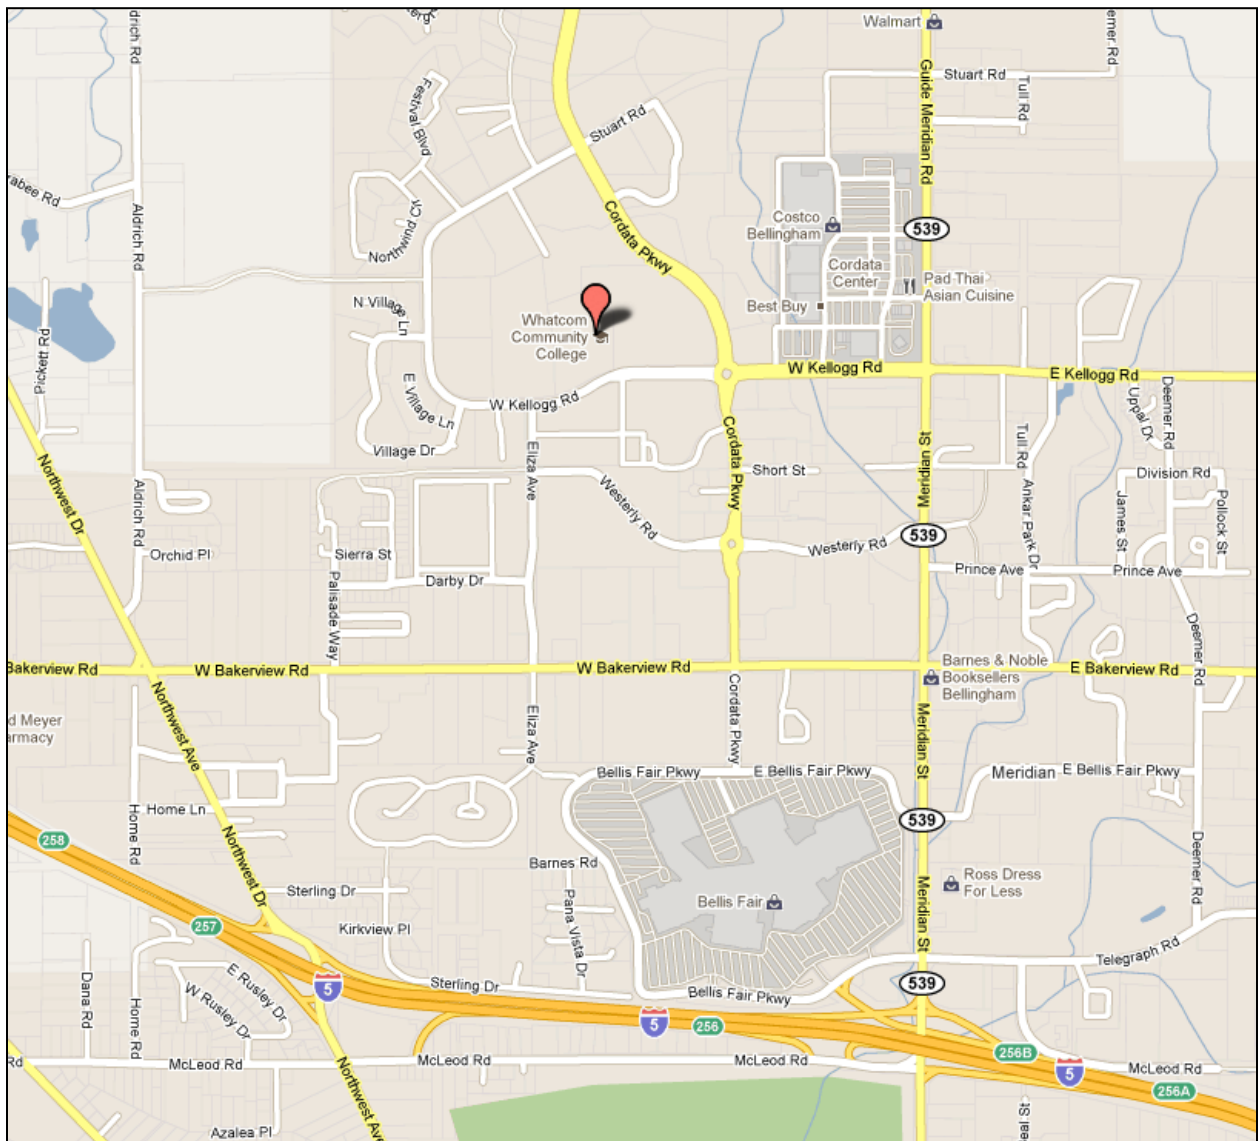 Walmart
Aldrich Rd
Deemer Rd
Guide Meridian Rd
Stuart Rd
Tull Rd
Festival Blvd
Stuart Rd
Aldrich Rd
Northwind Ct
Cordata Pkwy
Costco
Bellingham
539
Cordata
Center
Pad Thai
Asian Cuisine
N Village Ln
Best Buy
Whatcom
Community
College
Pickett Rd
W Kellogg Rd
E Kellogg Rd
E Village Ln
W Kellogg Rd
Uppal Dr
Deemer Rd
Village Dr
Eliza Ave
Cordata Pkwy
Meridian St
Tull Rd
Short St
Division Rd
Northwest Dr
Aldrich Rd
Westerly Rd
Ankar Park Dr
James St
Pollock St
Orchid Pl
Sierra St
Westerly Rd
539
Darby Dr
Prince Ave
Prince Ave
Palisade Way
Deemer Rd
Bakerview Rd
W Bakerview Rd
W Bakerview Rd
Barnes & Noble
Booksellers
Bellingham
E Bakerview Rd
Northwest Ave
Eliza Ave
Cordata Pkwy
Meridian St
d Meyer
armacy
Bellis Fair Pkwy
E Bellis Fair Pkwy
Meridian
E Bellis Fair Pkwy
Home Ln
Home Rd
539
258
Northwest Dr
Barnes Rd
Deemer Rd
Sterling Dr
Pana Vista Dr
Bellis Fair
Meridian St
Ross Dress
For Less
257
Kirkview Pl
Telegraph Rd
Dana Rd
Home Rd
E Rusley Dr
W Rusley Dr
5
Sterling Dr
Bellis Fair Pkwy
539
5
256
256B
Rd
McLeod Rd
McLeod Rd
McLeod Rd
5
McLeod Rd
256A
Northwest Ave
Azalea Pl